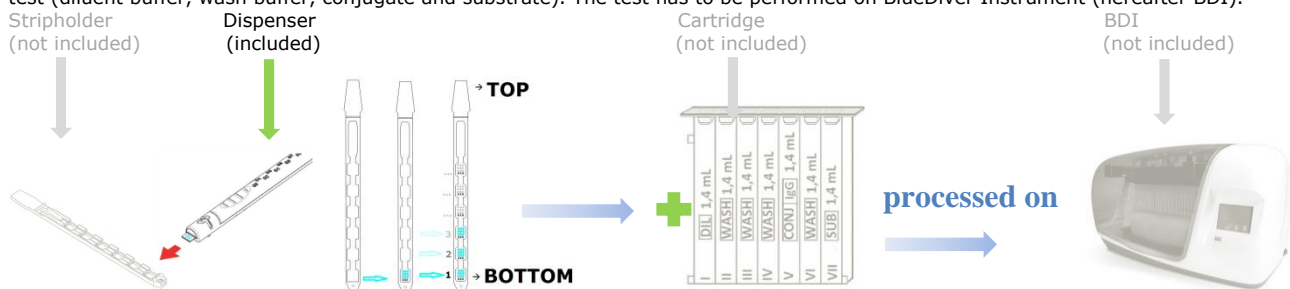 test (diluent buffer, wash buffer, conjugate and substrate). The test has to be performed on BlueDiver Instrument (hereafter BDI).
Stripholder
(not included)
Dispenser
(included)
Cartridge
(not included)
BDI
(not included)
TOP
3
2
1
BOTTOM
I DIL 1,4 mL
II WASH 1,4 mL
III WASH 1,4 mL
IV WASH 1,4 mL
V CONJ IgG 1,4 mL
VI WASH 1,4 mL
VII SUB 1,4 mL
processed on